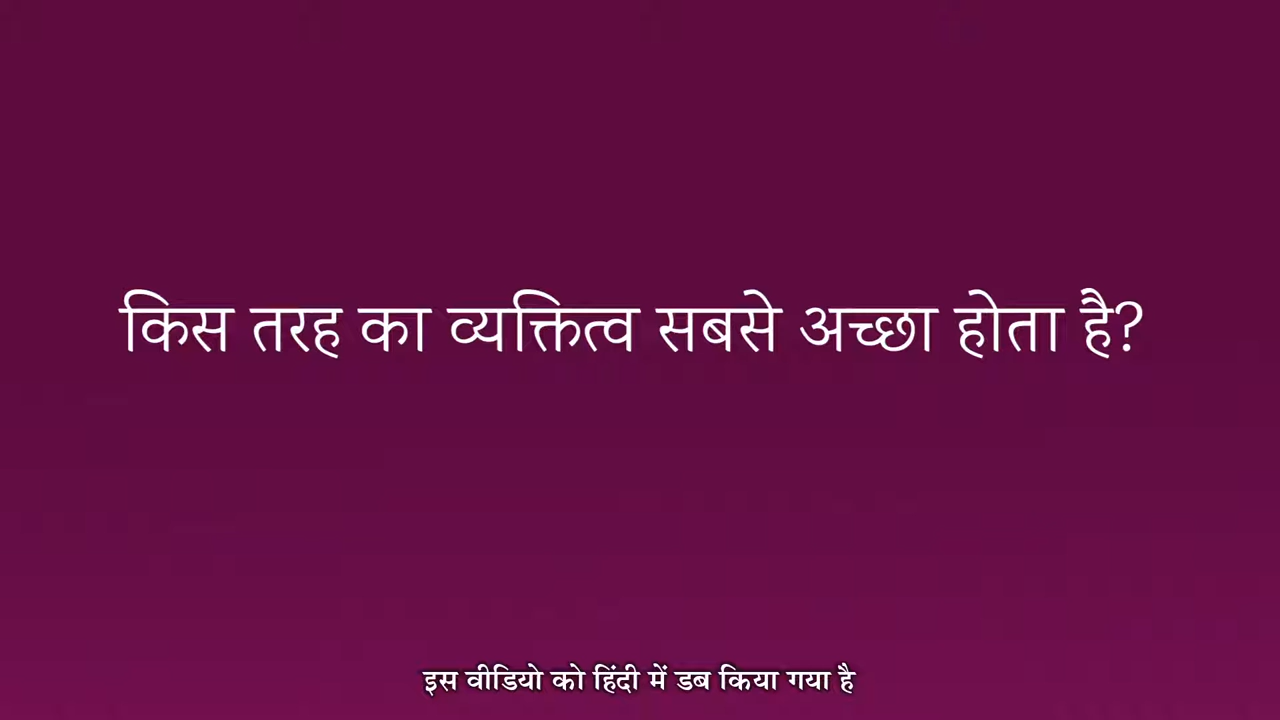 किस तरह का व्यक्तित्व सबसे अच्छा होता है?
इस वीडियो को हिंदी में डब किया गया है